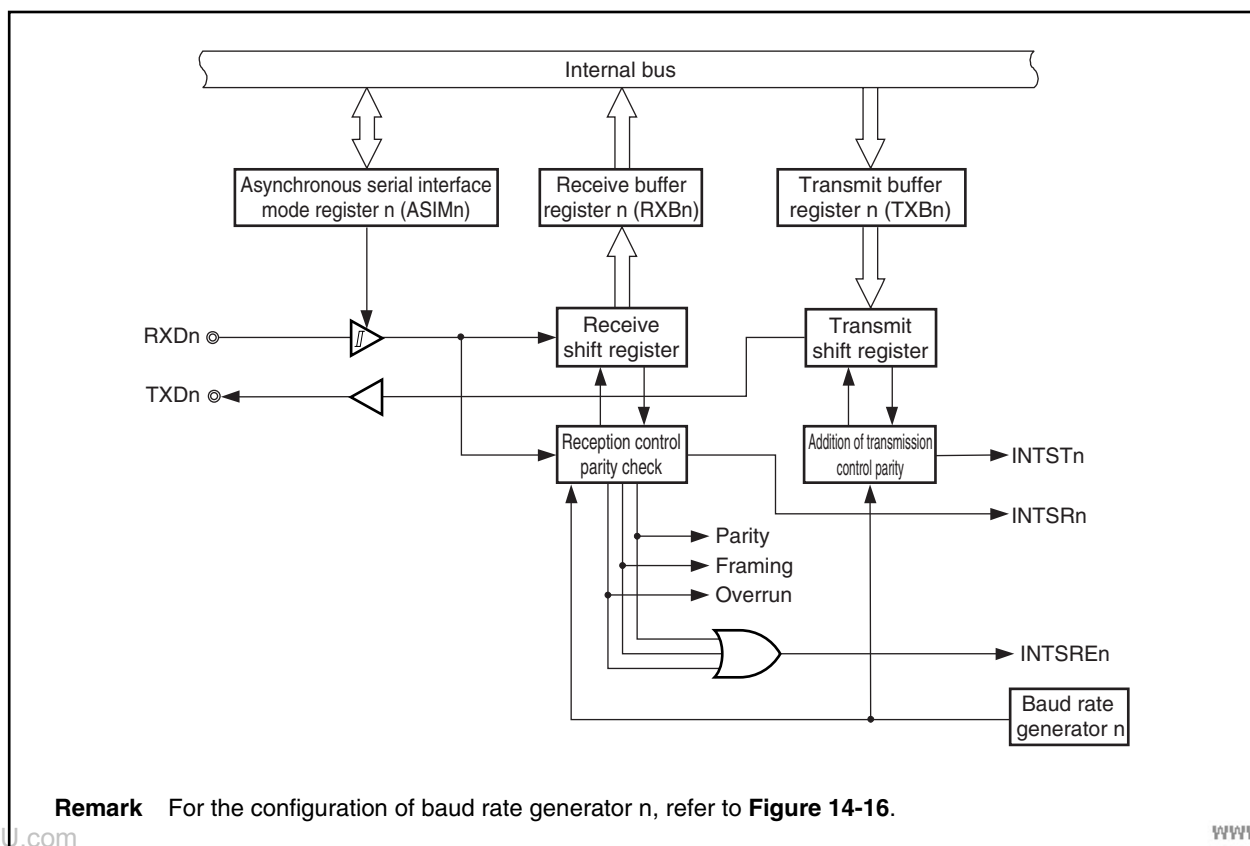 Internal bus
Asynchronous serial interface
mode register n (ASIMn)
Receive buffer
register n (RXBn)
Transmit buffer
register n (TXBn)
RXDn
Receive
shift register
Transmit
shift register
TXDn
Reception control
parity check
Addition of transmission
control parity
INTSTn
INTSRn
Parity
Framing
Overrun
INTSREn
Baud rate
generator n
Remark For the configuration of baud rate generator n, refer to Figure 14-16.
U.com